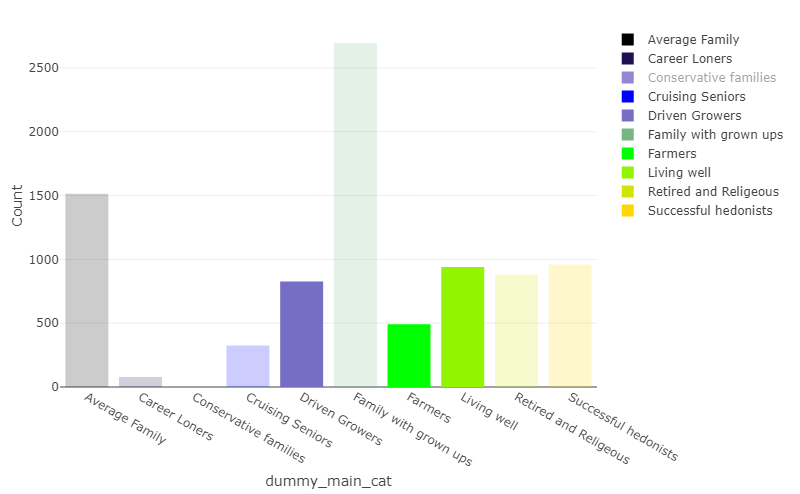 2500
2000
1500
1000
500
0
Count
Average Family
Career Loners
Conservative families
Cruising Seniors
Driven Growers
Family with grown ups
Farmers
Living well
Retired and Religeous
Successful hedonists
dummy_main_cat
Average Family
Career Loners
Conservative families
Cruising Seniors
Driven Growers
Family with grown ups
Farmers
Living well
Retired and Religeous
Successful hedonists